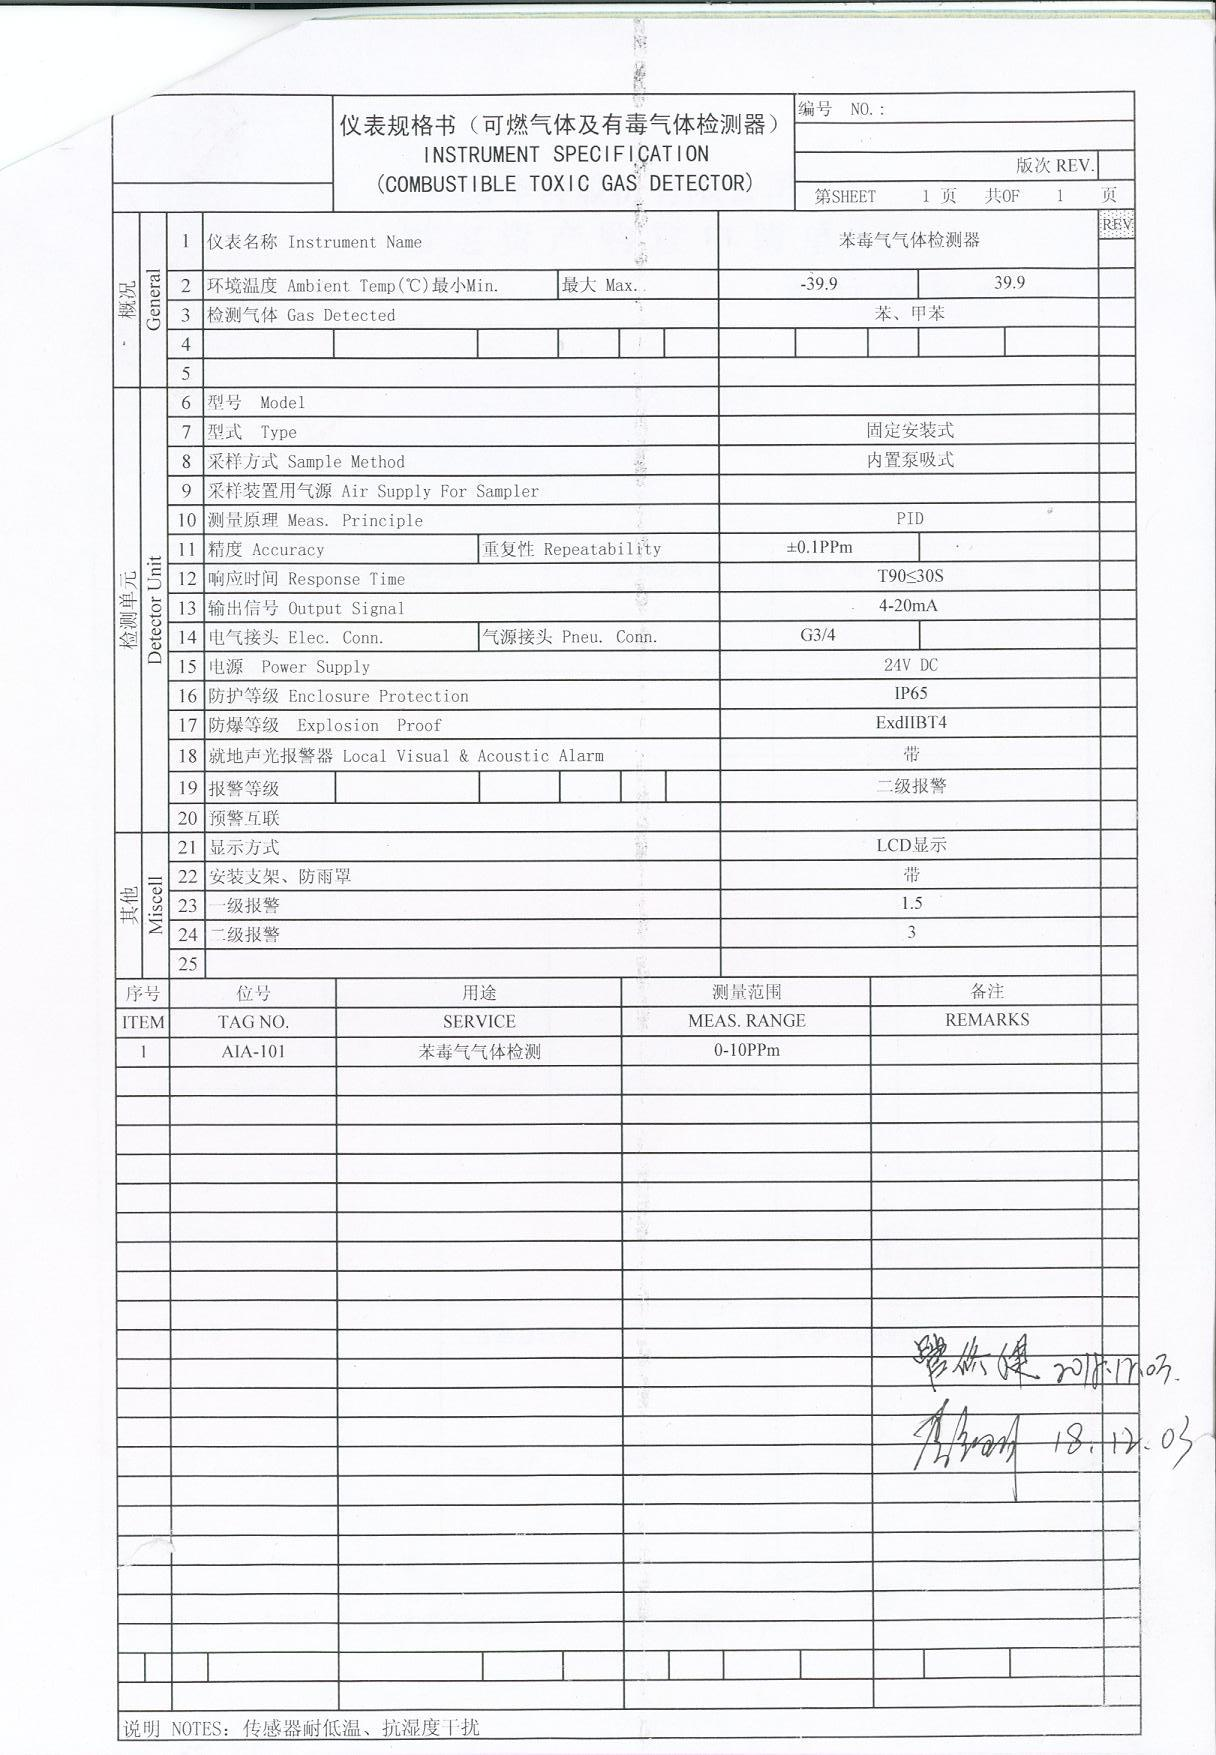 仪表规格书（可燃气体及有毒气体检测器）
INSTRUMENT SPECIFICATION
(COMBUSTIBLE TOXIC GAS DETECTOR)
编号 NO.:
版次 REV.
第SHEET 1 页 共OF 1 页
REV
概况 General
1 仪表名称 Instrument Name 苯毒气气体检测器
2 环境温度 Ambient Temp(℃)最小Min. 最大 Max. -39.9 39.9
3 检测气体 Gas Detected 苯、甲苯
4
5
检测单元 Detector Unit
6 型号 Model
7 型式 Type 固定安装式
8 采样方式 Sample Method 内置泵吸式
9 采样装置用气源 Air Supply For Sampler
10 测量原理 Meas. Principle PID
11 精度 Accuracy 重复性 Repeatability ±0.1PPm
12 响应时间 Response Time T90≤30S
13 输出信号 Output Signal 4-20mA
14 电气接头 Elec. Conn. 气源接头 Pneu. Conn. G3/4
15 电源 Power Supply 24V DC
16 防护等级 Enclosure Protection IP65
17 防爆等级 Explosion Proof ExdIIBT4
18 就地声光报警器 Local Visual & Acoustic Alarm 带
19 报警等级 二级报警
20 预警互联
其他 Miscell
21 显示方式 LCD显示
22 安装支架、防雨罩 带
23 一级报警 1.5
24 二级报警 3
25
序号 位号 用途 测量范围 备注
ITEM TAG NO. SERVICE MEAS. RANGE REMARKS
1 AIA-101 苯毒气气体检测 0-10PPm
2018.12.03.
18.12.03
说明 NOTES: 传感器耐低温、抗湿度干扰